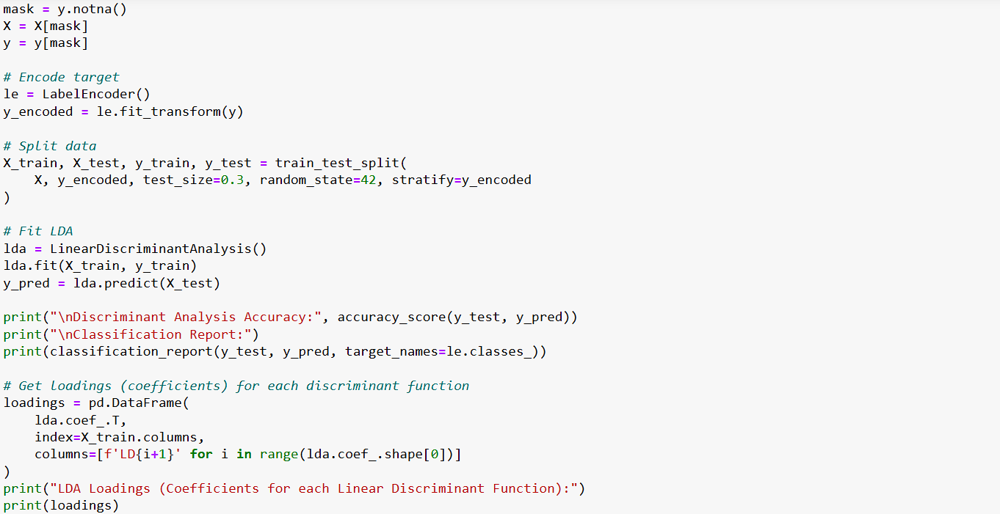 mask = y.notna()
X = X[mask]
y = y[mask]

# Encode target
le = LabelEncoder()
y_encoded = le.fit_transform(y)

# Split data
X_train, X_test, y_train, y_test = train_test_split(
    X, y_encoded, test_size=0.3, random_state=42, stratify=y_encoded
)

# Fit LDA
lda = LinearDiscriminantAnalysis()
lda.fit(X_train, y_train)
y_pred = lda.predict(X_test)

print("\nDiscriminant Analysis Accuracy:", accuracy_score(y_test, y_pred))
print("\nClassification Report:")
print(classification_report(y_test, y_pred, target_names=le.classes_))

# Get loadings (coefficients) for each discriminant function
loadings = pd.DataFrame(
    lda.coef_.T,
    index=X_train.columns,
    columns=[f'LD{i+1}' for i in range(lda.coef_.shape[0])]
)
print("LDA Loadings (Coefficients for each Linear Discriminant Function):")
print(loadings)